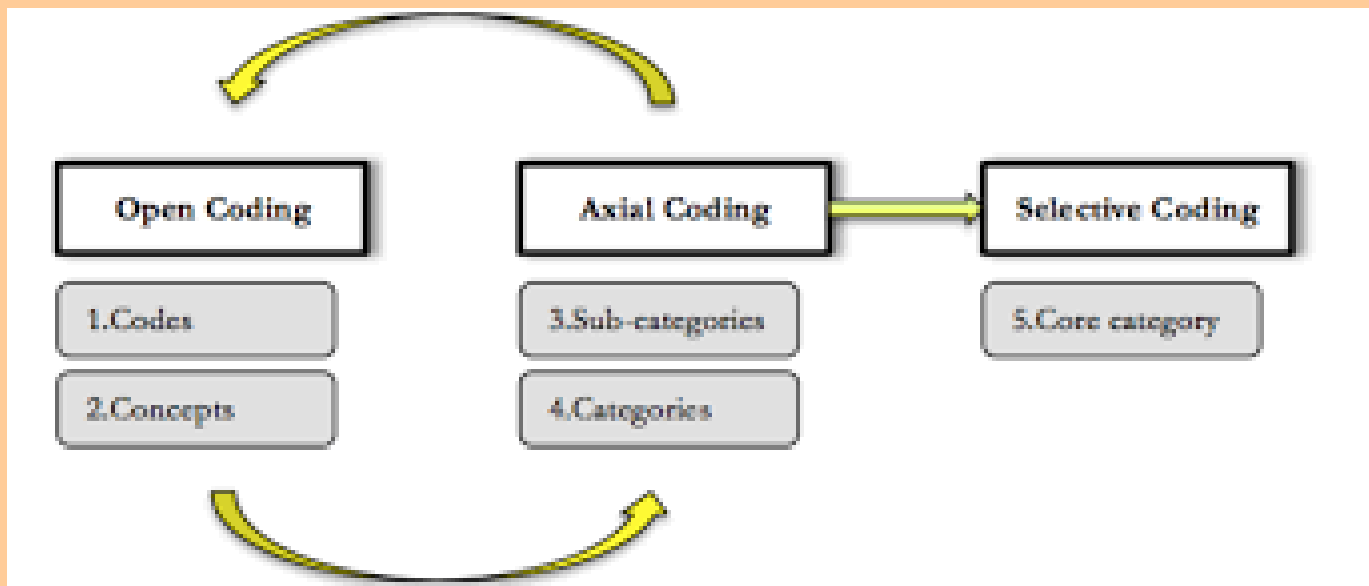 Open Coding
Axial Coding
Selective Coding
1.Codes
3.Sub-categories
5.Core category
2.Concepts
4.Categories